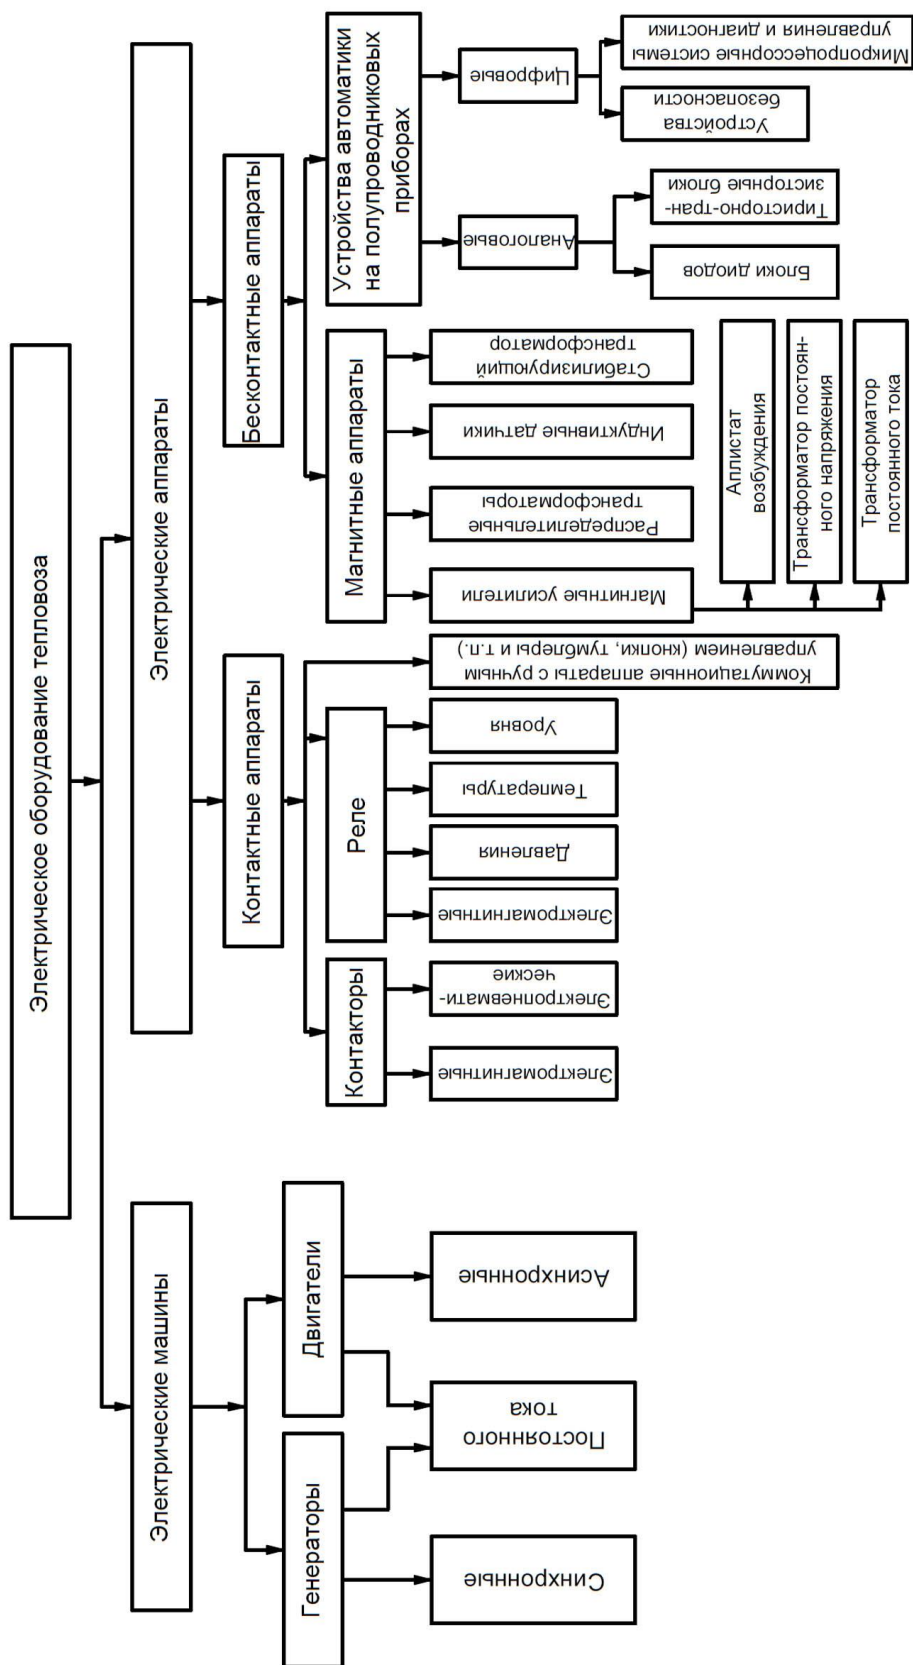 Электрическое оборудование тепловоза
Электрические машины
Электрические аппараты
Генераторы
Двигатели
Синхронные
Постоянного
тока
Асинхронные
Контактные аппараты
Бесконтактные аппараты
Контакторы
Реле
Электромагнитные
Электропневмати-
ческие
Электромагнитные
Давления
Температуры
Уровня
Коммутационные аппараты с ручным
управлением (кнопки, тумблеры и т.п.)
Магнитные аппараты
Устройства автоматики
на полупроводниковых
приборах
Магнитные усилители
Распределительные
трансформаторы
Индуктивные датчики
Стабилизирующий
трансформатор
Аплистат
возбуждения
Трансформатор постоян-
ного напряжения
Трансформатор
постоянного тока
Аналоговые
Цифровые
Блоки диодов
Тиристорно-тран-
зисторные блоки
Устройства
безопасности
Микропроцессорные системы
управления и диагностики